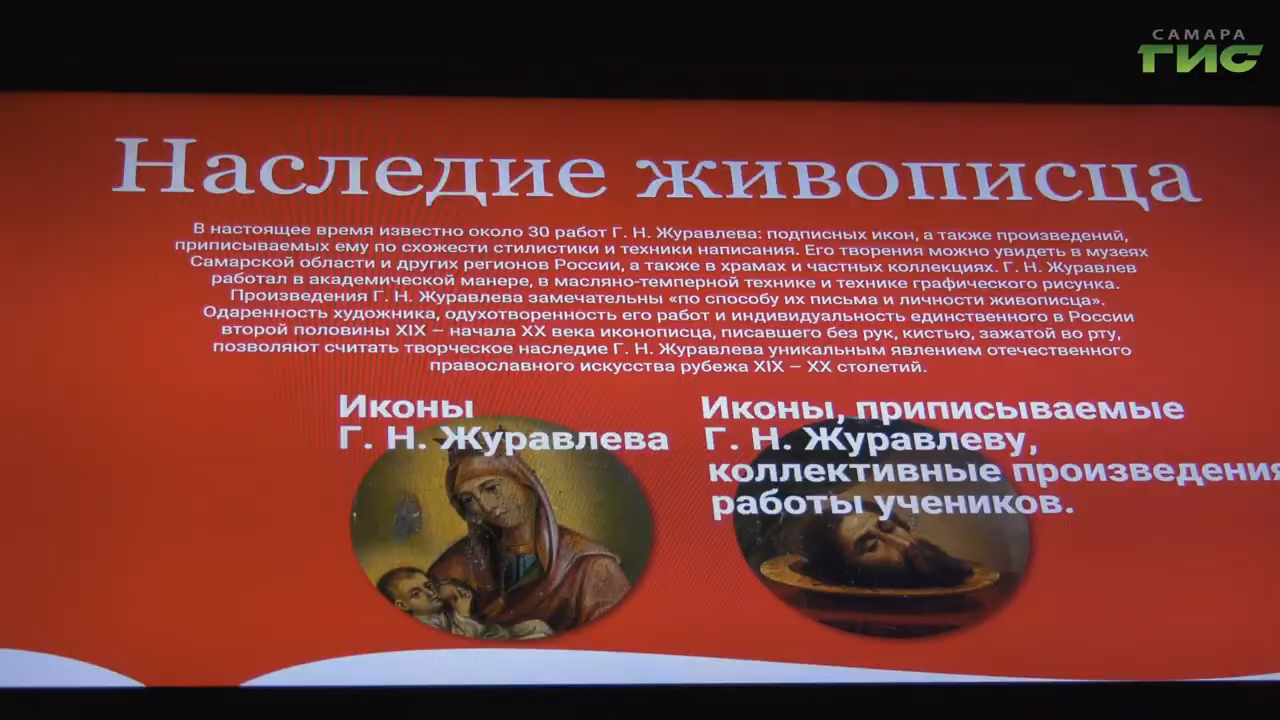 САМАРА
ГИС
Наследие живописца
В настоящее время известно около 30 работ Г. Н. Журавлева: подписных икон, а также произведений,
приписываемых ему по схожести стилистики и техники написания. Его творения можно увидеть в музеях
Самарской области и других регионов России, а также в храмах и частных коллекциях. Г. Н. Журавлев
работал в академической манере, в масляно-темперной технике и технике графического рисунка.
Произведения Г. Н. Журавлева замечательны «по способу их письма и личности живописца».
Одаренность художника, одухотворенность его работ и индивидуальность единственного в России
второй половины XIX – начала XX века иконописца, писавшего без рук, кистью, зажатой во рту,
позволяют считать творческое наследие Г. Н. Журавлева уникальным явлением отечественного
православного искусства рубежа XIX – XX столетий.
Иконы
Г. Н. Журавлева
Иконы, приписываемые
Г. Н. Журавлеву,
коллективные произведения
работы учеников.